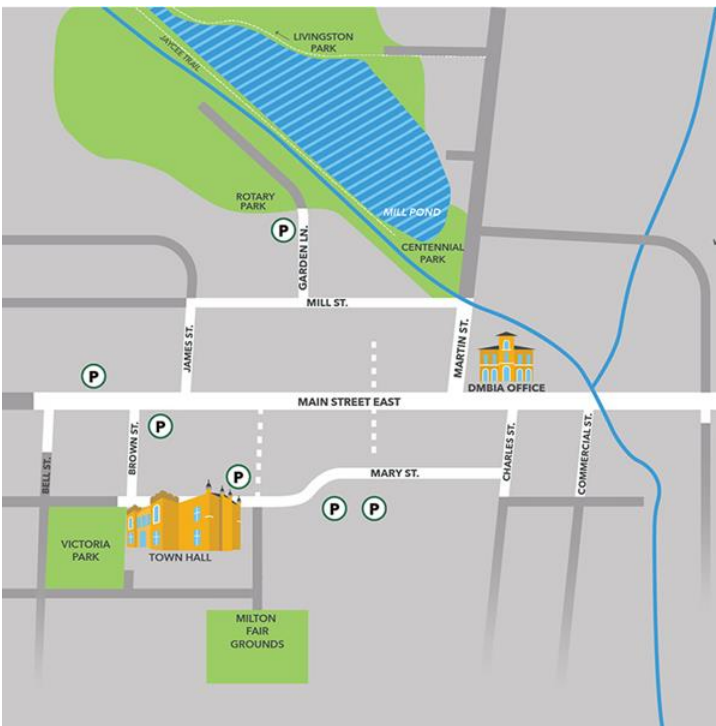 LIVINGSTON
PARK
JAYCEE TRAIL
ROTARY
PARK
MILL POND
P
GARDEN LN.
CENTENNIAL
PARK
MILL ST.
JAMES ST.
MARTIN ST.
P
DMBIA OFFICE
MAIN STREET EAST
BELL ST.
BROWN ST.
P
P
MARY ST.
CHARLES ST.
COMMERCIAL ST.
P
P
VICTORIA
PARK
TOWN HALL
MILTON
FAIR
GROUNDS